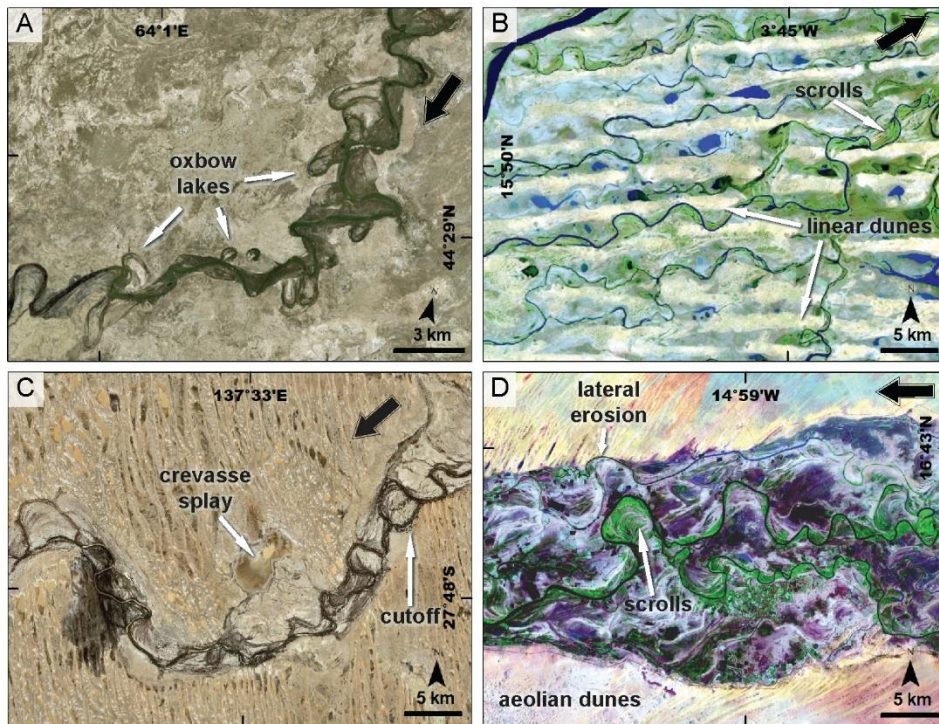 A
64°1'E
oxbow
lakes
44°29'N
N
3 km
B
3°45'W
scrolls
15°50'N
linear dunes
N
5 km
C
137°33'E
crevasse
splay
cutoff
27°48'S
N
5 km
D
lateral
erosion
14°59'W
16°43'N
scrolls
aeolian dunes
N
5 km